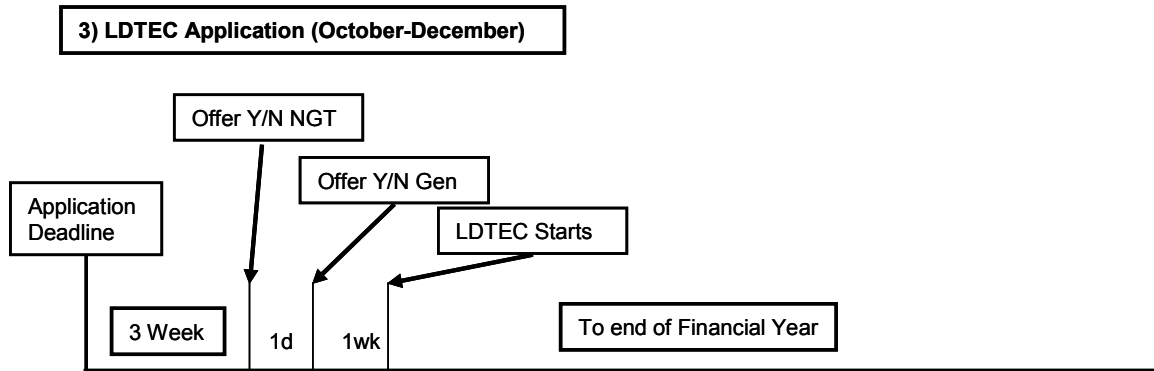 3) LDTEC Application (October-December)
Offer Y/N NGT
Offer Y/N Gen
Application
Deadline
LDTEC Starts
3 Week
1d
1wk
To end of Financial Year